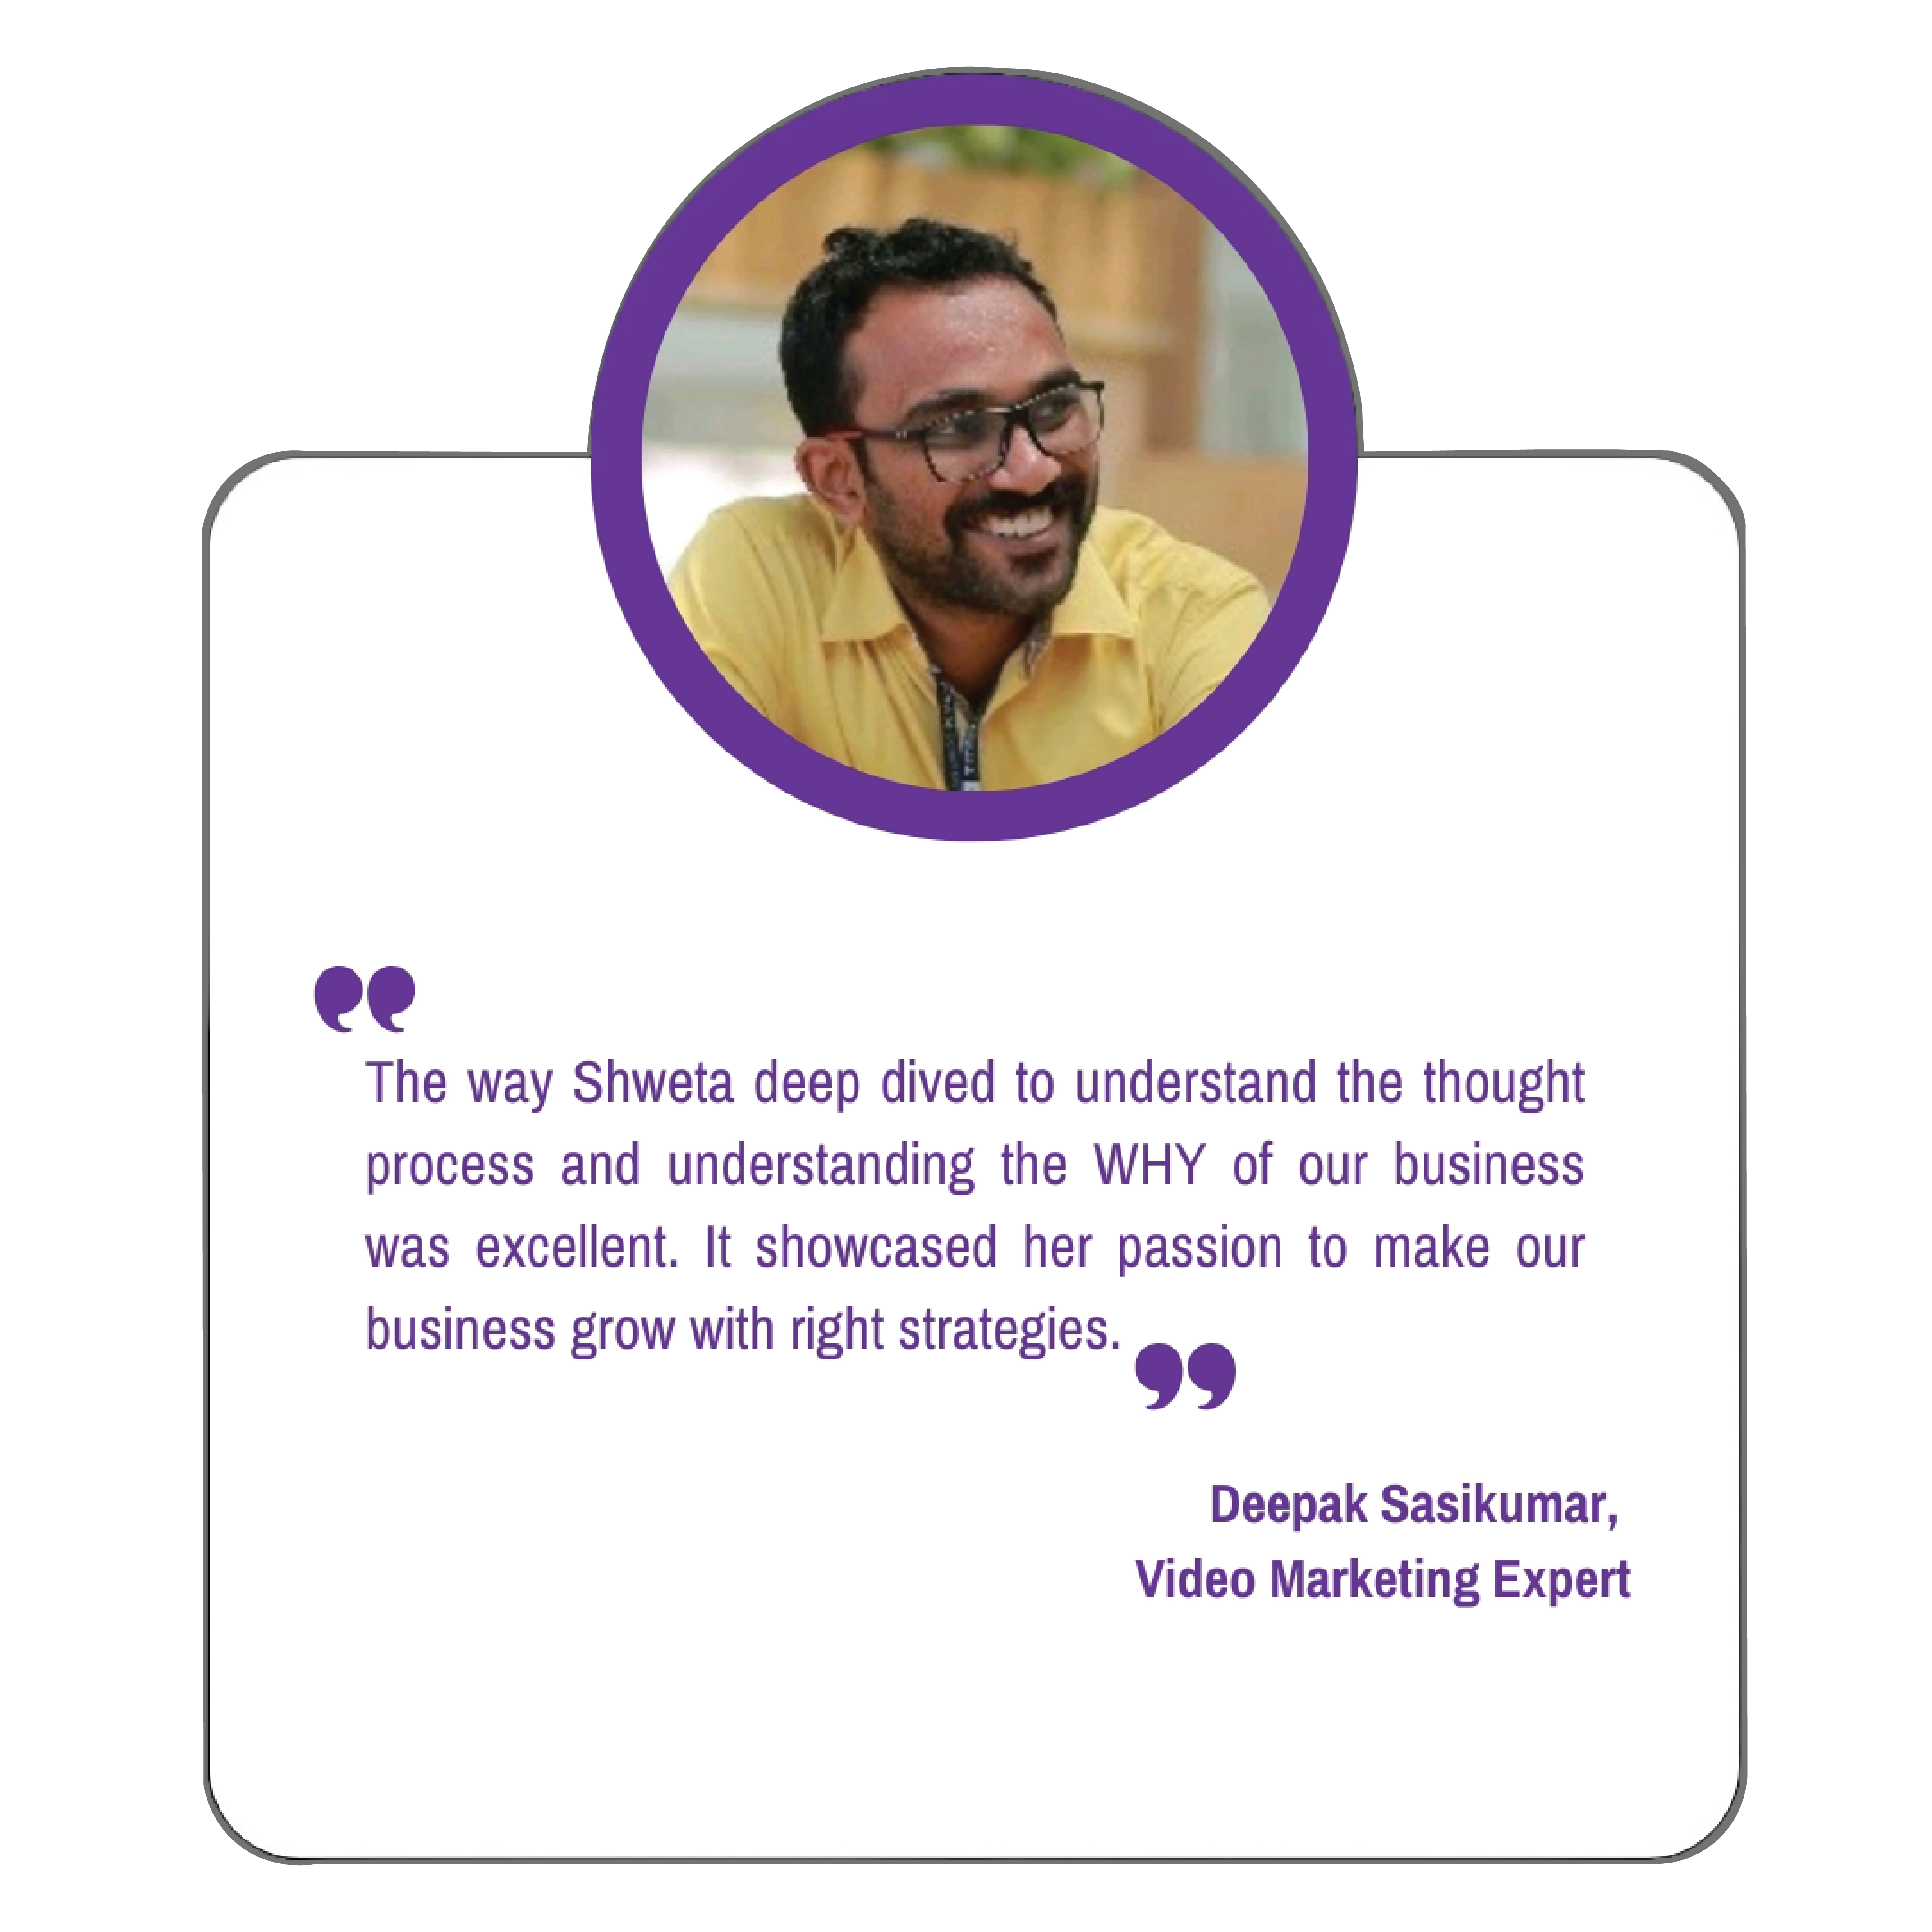 The way Shweta deep dived to understand the thought
process and understanding the WHY of our business
was excellent. It showcased her passion to make our
business grow with right strategies.
Deepak Sasikumar,
Video Marketing Expert